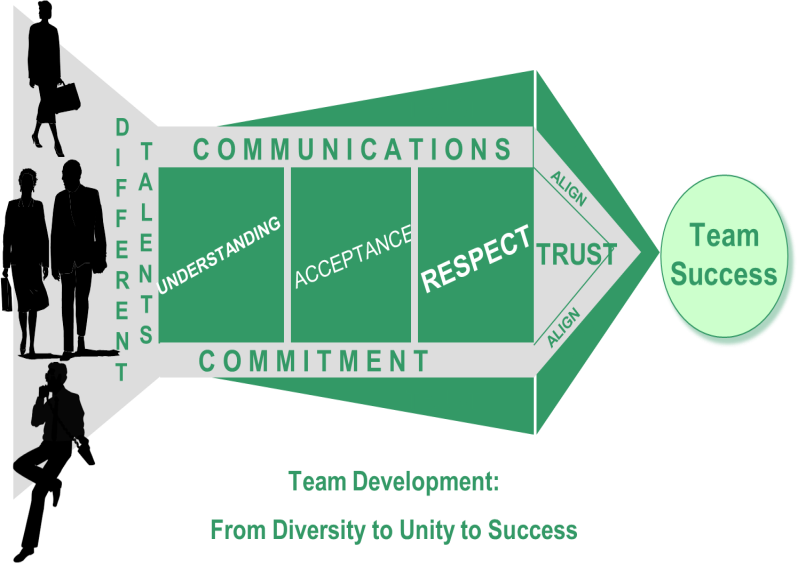 DIFFERENT
TALENTS
COMMUNICATIONS
UNDERSTANDING
ACCEPTANCE
RESPECT
ALIGN
TRUST
ALIGN
COMMITMENT
Team
Success
Team Development:
From Diversity to Unity to Success